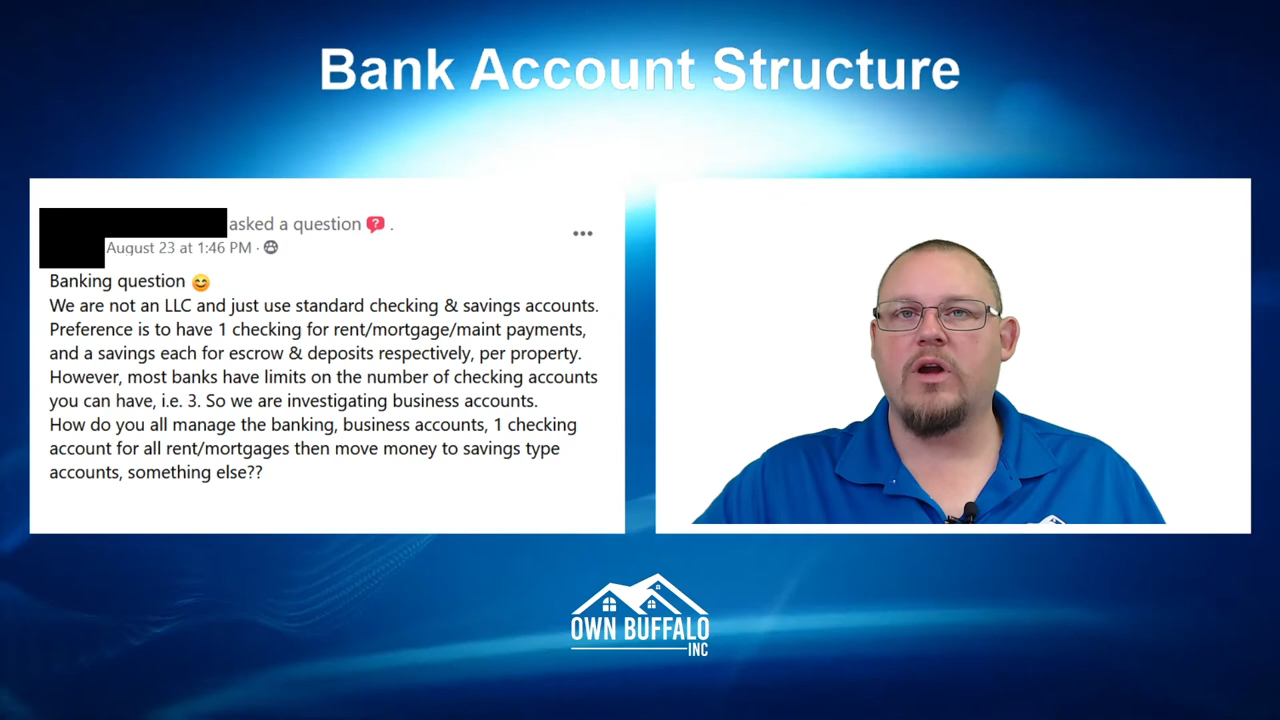 Bank Account Structure
asked a question .
August 23 at 1:46 PM ·
Banking question 😊
We are not an LLC and just use standard checking & savings accounts.
Preference is to have 1 checking for rent/mortgage/maint payments,
and a savings each for escrow & deposits respectively, per property.
However, most banks have limits on the number of checking accounts
you can have, i.e. 3. So we are investigating business accounts.
How do you all manage the banking, business accounts, 1 checking
account for all rent/mortgages then move money to savings type
accounts, something else??
OWN BUFFALO
INC